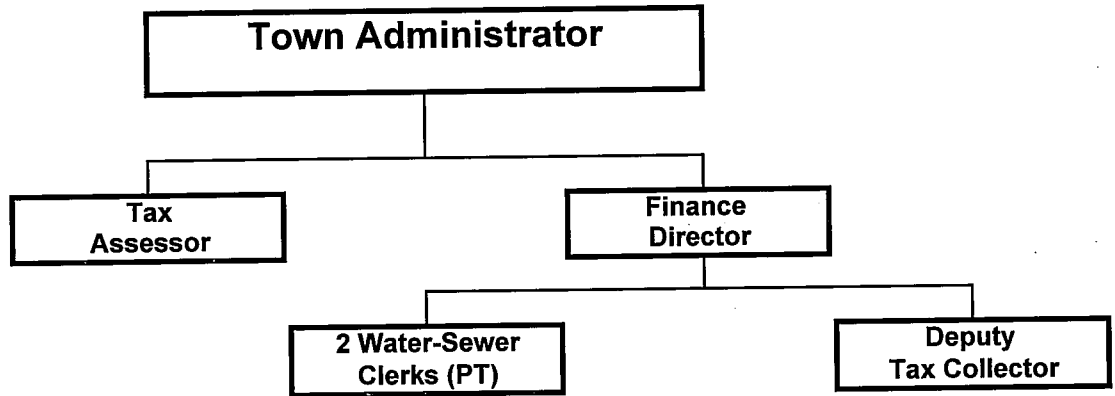 Town Administrator
Tax
Assessor
Finance
Director
2 Water-Sewer
Clerks (PT)
Deputy
Tax Collector